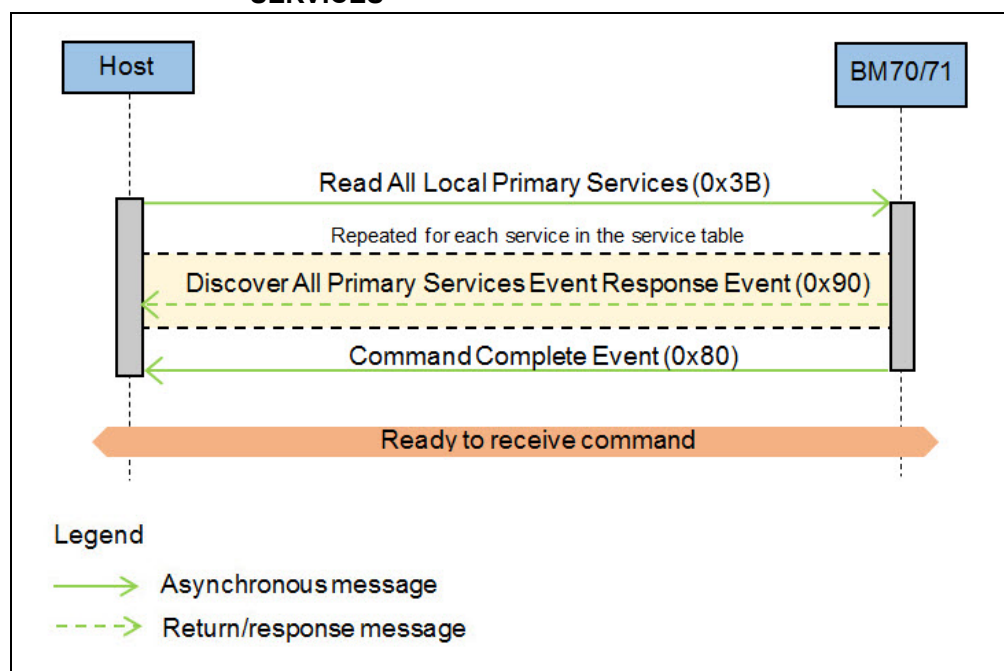 SERVICES
Host
BM70/71
Read All Local Primary Services (0x3B)
Repeated for each service in the service table
Discover All Primary Services Event Response Event (0x90)
Command Complete Event (0x80)
Ready to receive command
Legend
Asynchronous message
Return/response message